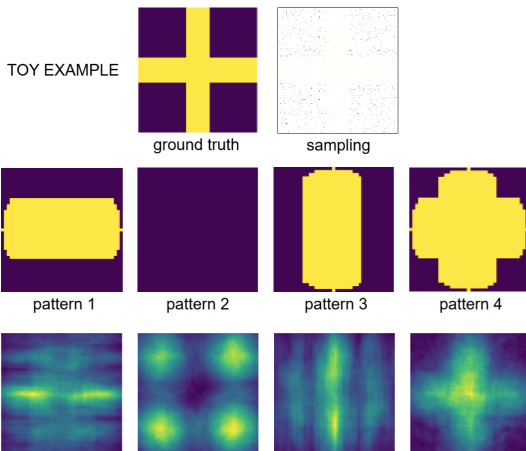 TOY EXAMPLE
ground truth
sampling
pattern 1
pattern 2
pattern 3
pattern 4